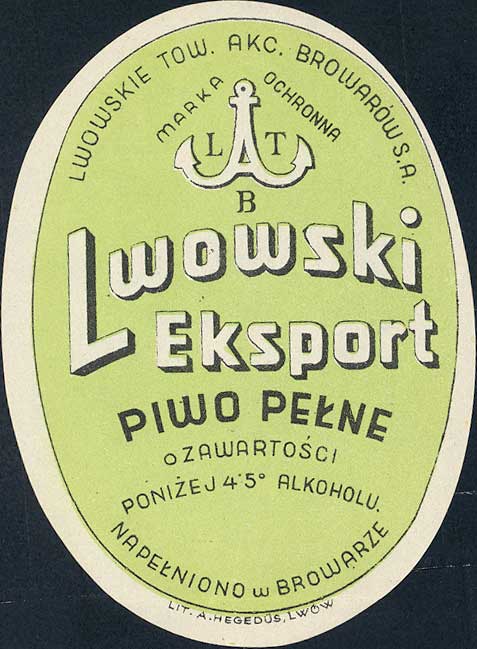 LWOWSKIE TOW. AKC. BROWARÓW S.A.
MARKA OCHRONNA
L A T
B
Lwowski
Eksport
PIWO PEŁNE
O ZAWARTOŚCI
PONIŻEJ 4·5° ALKOHOLU.
NAPEŁNIONO w BROWARZE
LIT. A. HEGEDÜS, LWÓW